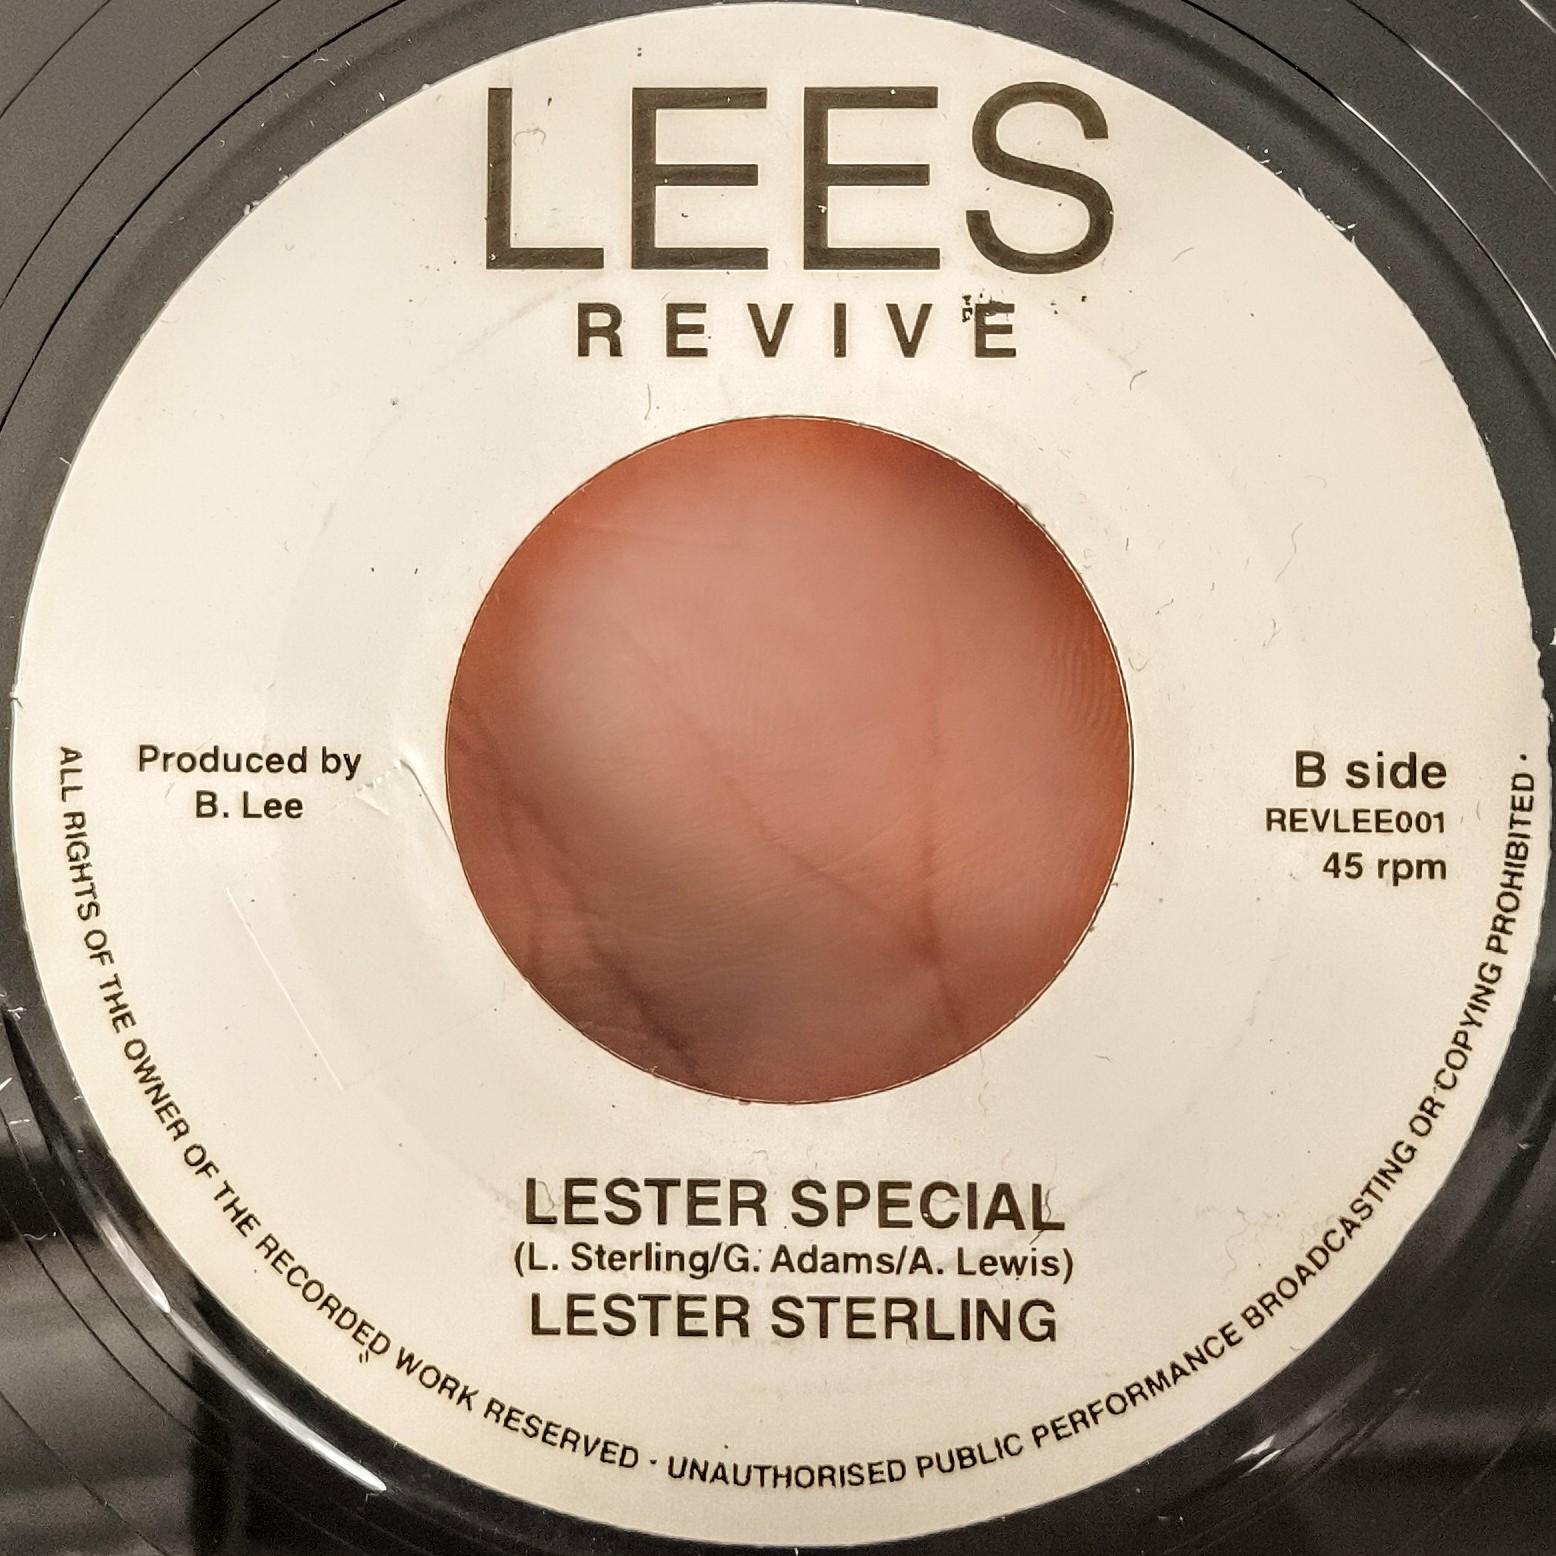 LEES
REVIVE
Produced by
B. Lee
B side
REVLEE001
45 rpm
LESTER SPECIAL
(L. Sterling/G. Adams/A. Lewis)
LESTER STERLING
ALL RIGHTS OF THE OWNER OF THE RECORDED WORK RESERVED · UNAUTHORISED PUBLIC PERFORMANCE BROADCASTING OR COPYING PROHIBITED ·